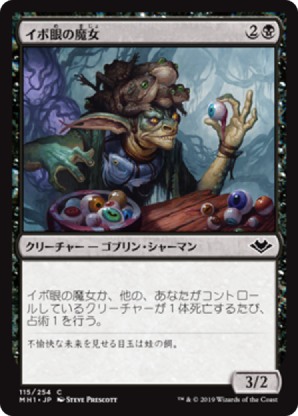 イボ眼の魔女 2
クリーチャー — ゴブリン・シャーマン
イボ眼の魔女か、他の、あなたがコントロー
ルしているクリーチャーが1体死亡するたび、
占術1を行う。
不愉快な未来を見せる目玉は蛙の餌。
3/2
115/254 C
MH1・JP Steve Prescott
™ & © 2019 Wizards of the Coast